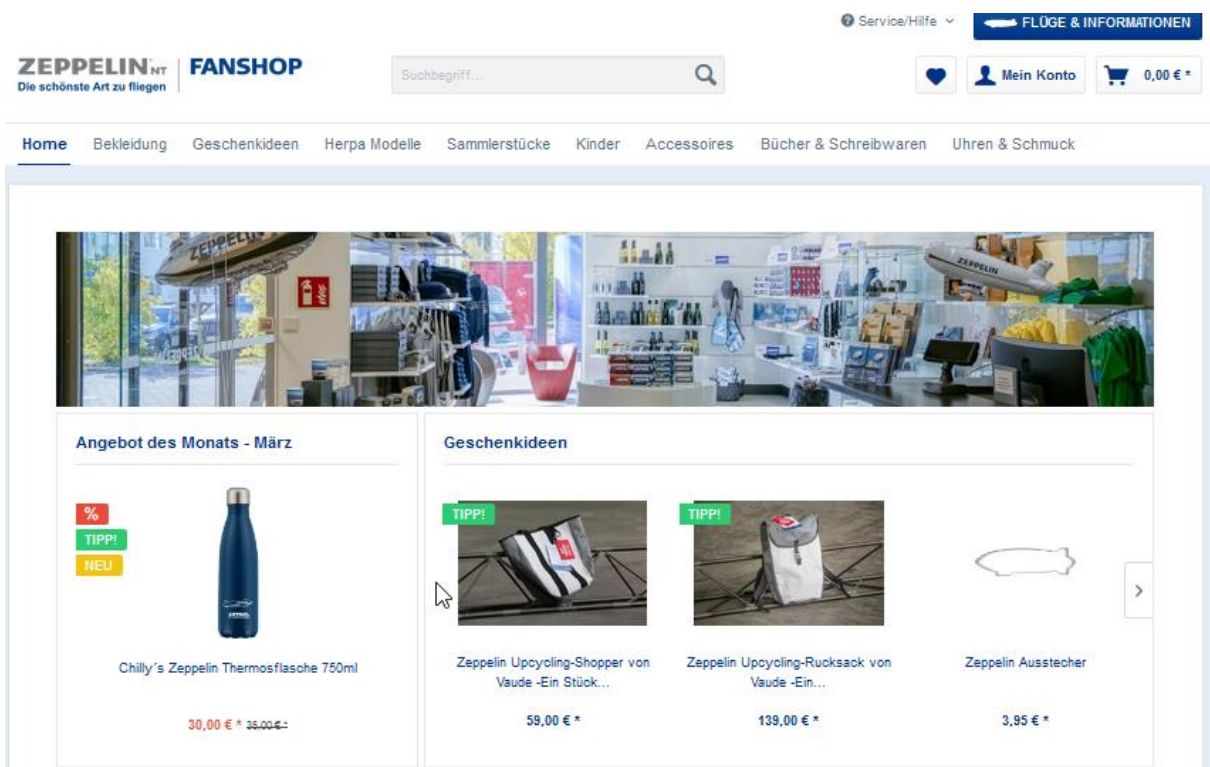 Service/Hilfe
FLÜGE & INFORMATIONEN
ZEPPELIN NT
Die schönste Art zu fliegen
FANSHOP
Suchbegriff...
Mein Konto
0,00 € *
Home Bekleidung Geschenkideen Herpa Modelle Sammlerstücke Kinder Accessoires Bücher & Schreibwaren Uhren & Schmuck
ZEPPELIN
ZEPPELIN
Angebot des Monats - März
%
TIPP!
NEU
Chilly´s Zeppelin Thermosflasche 750ml
30,00 € * 35,00 € *
Geschenkideen
TIPP!
Zeppelin Upcycling-Shopper von
Vaude -Ein Stück...
59,00 € *
TIPP!
Zeppelin Upcycling-Rucksack von
Vaude -Ein...
139,00 € *
Zeppelin Ausstecher
3,95 € *